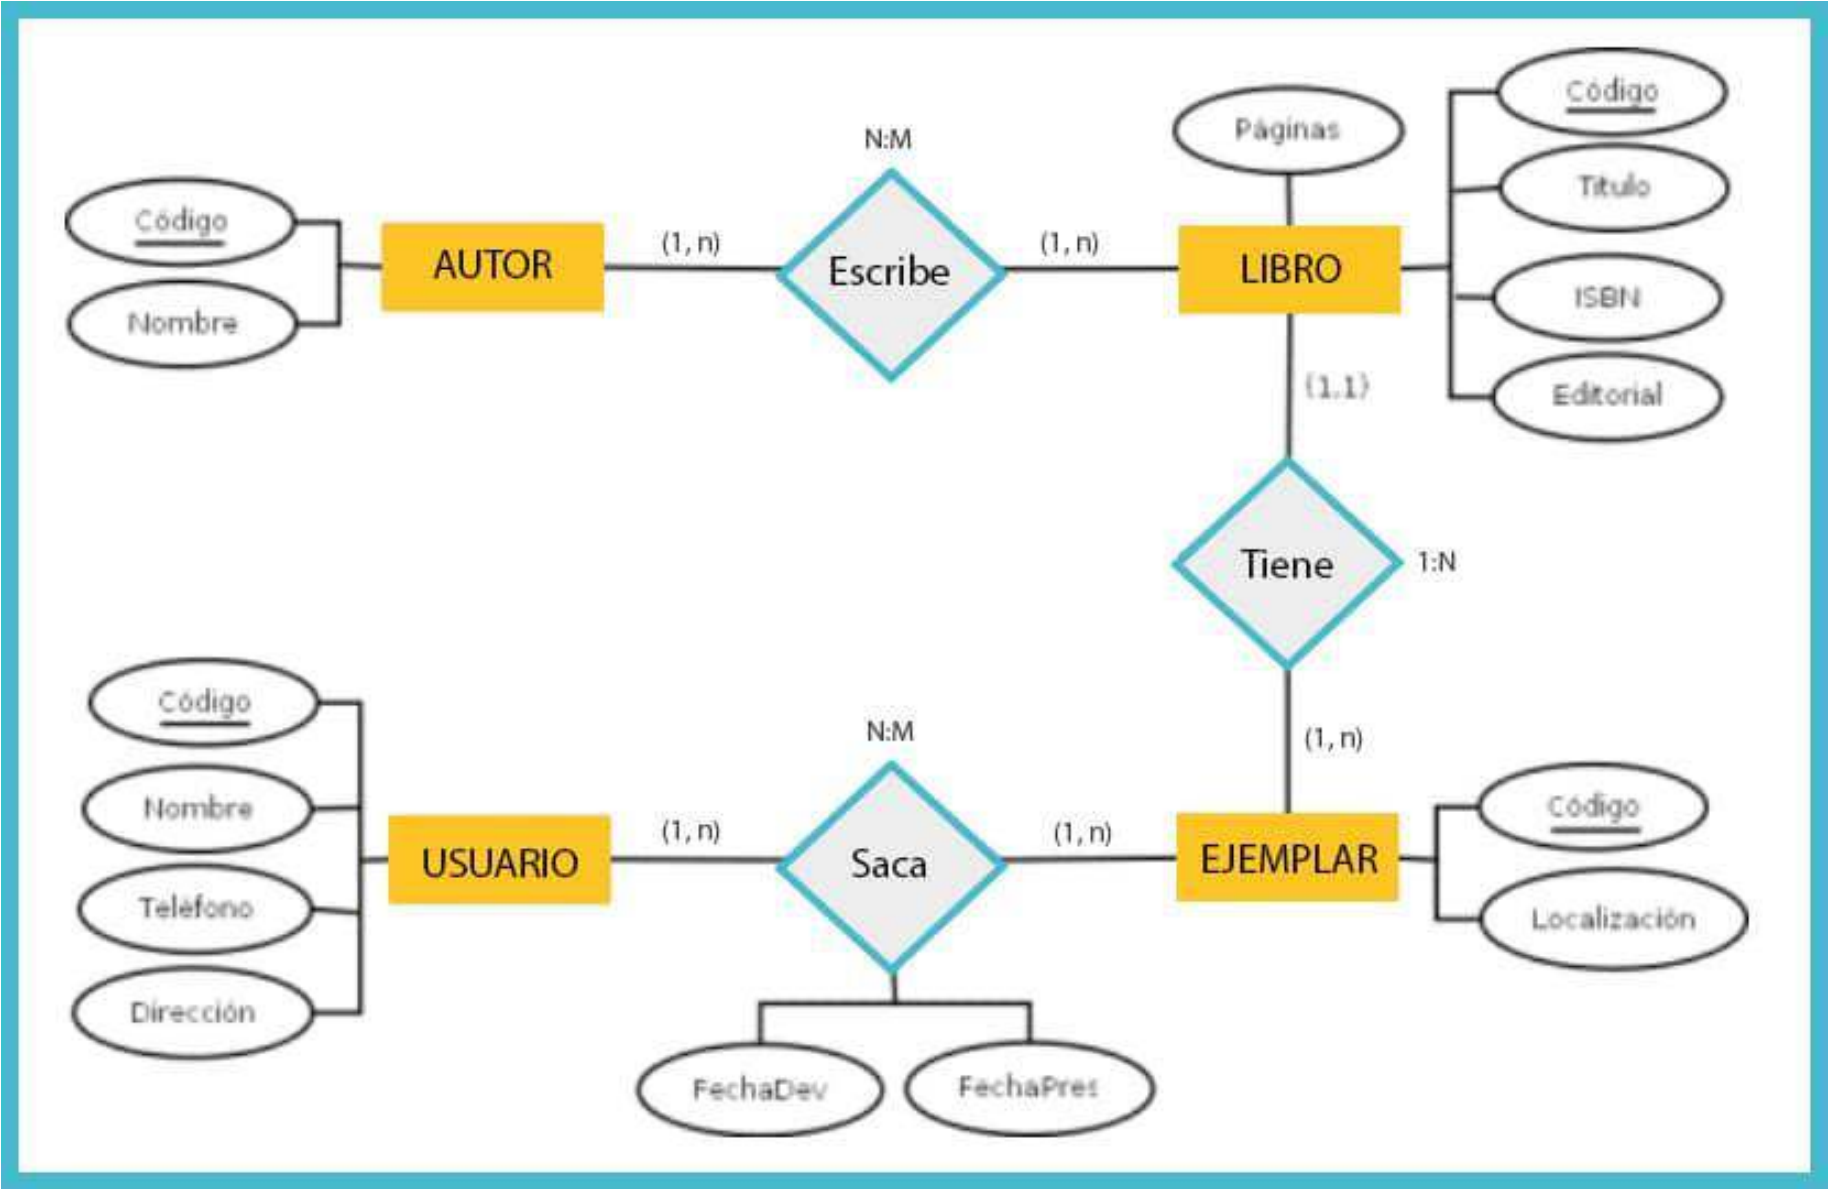 Código
Páginas
N:M
Título
Código
AUTOR
(1, n)
Escribe
(1, n)
LIBRO
Nombre
ISBN
(1,1)
Editorial
Tiene
1:N
Código
N:M
(1, n)
Nombre
Código
USUARIO
(1, n)
Saca
(1, n)
EJEMPLAR
Teléfono
Localización
Dirección
FechaDev
FechaPres